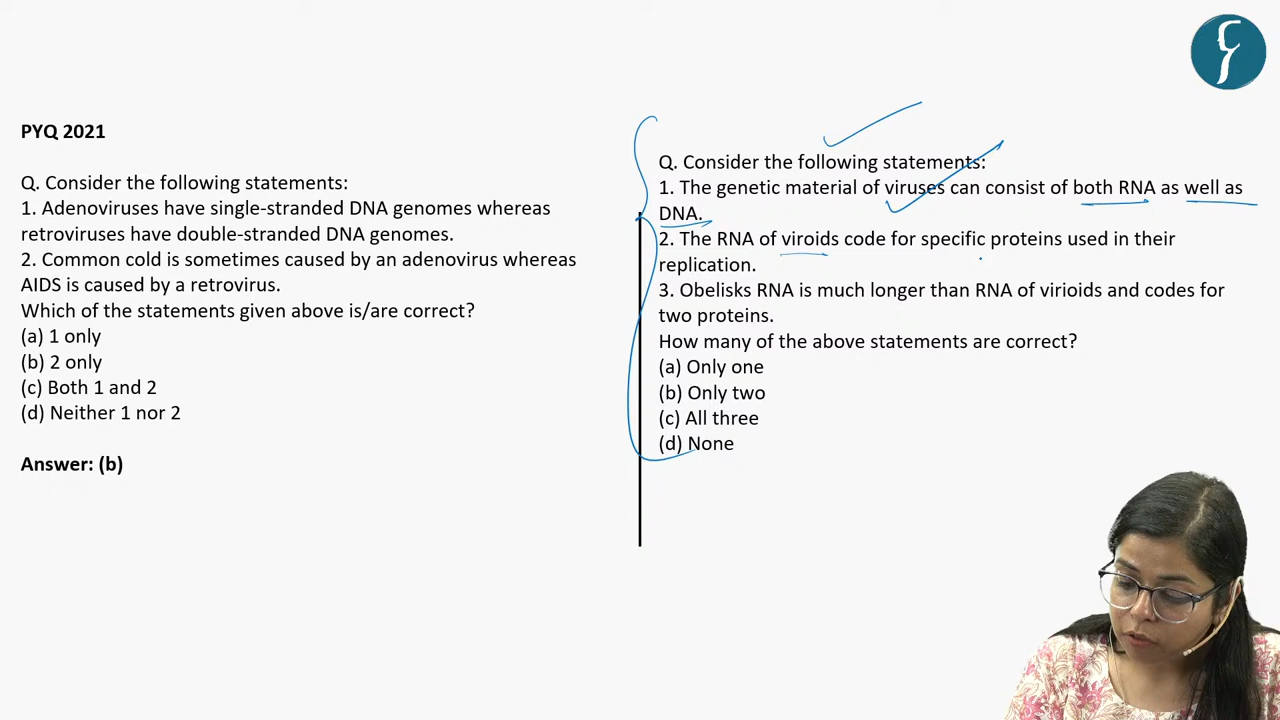 PYQ 2021
Q. Consider the following statements:
1. Adenoviruses have single-stranded DNA genomes whereas
retroviruses have double-stranded DNA genomes.
2. Common cold is sometimes caused by an adenovirus whereas
AIDS is caused by a retrovirus.
Which of the statements given above is/are correct?
(a) 1 only
(b) 2 only
(c) Both 1 and 2
(d) Neither 1 nor 2
Answer: (b)
Q. Consider the following statements:
1. The genetic material of viruses can consist of both RNA as well as
DNA.
2. The RNA of viroids code for specific proteins used in their
replication.
3. Obelisks RNA is much longer than RNA of virioids and codes for
two proteins.
How many of the above statements are correct?
(a) Only one
(b) Only two
(c) All three
(d) None